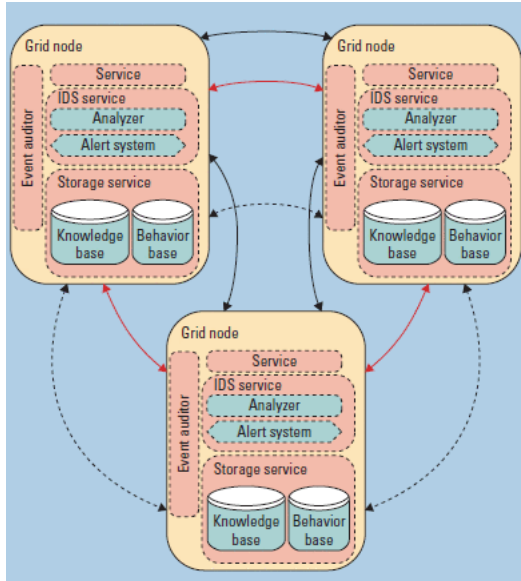 Grid node
Service
IDS service
Analyzer
Alert system
Event auditor
Storage service
Knowledge
base
Behavior
base
Grid node
Service
IDS service
Analyzer
Alert system
Event auditor
Storage service
Knowledge
base
Behavior
base
Grid node
Service
IDS service
Analyzer
Alert system
Event auditor
Storage service
Knowledge
base
Behavior
base